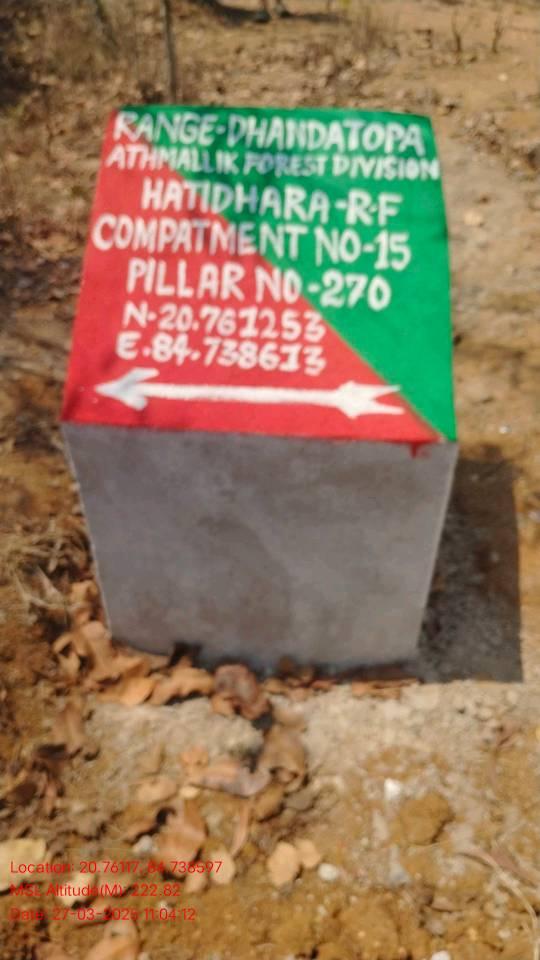 RANGE-DHANDATOPA
ATHMALLIK FOREST DIVISION
HATIDHARA-R.F
COMPATMENT NO-15
PILLAR NO-270
N-20.761253
E.84.738613
Location: 20.76117, 84.738597
MSL Altitude(M): 222.82
Date: 27-03-2025 11:04:12